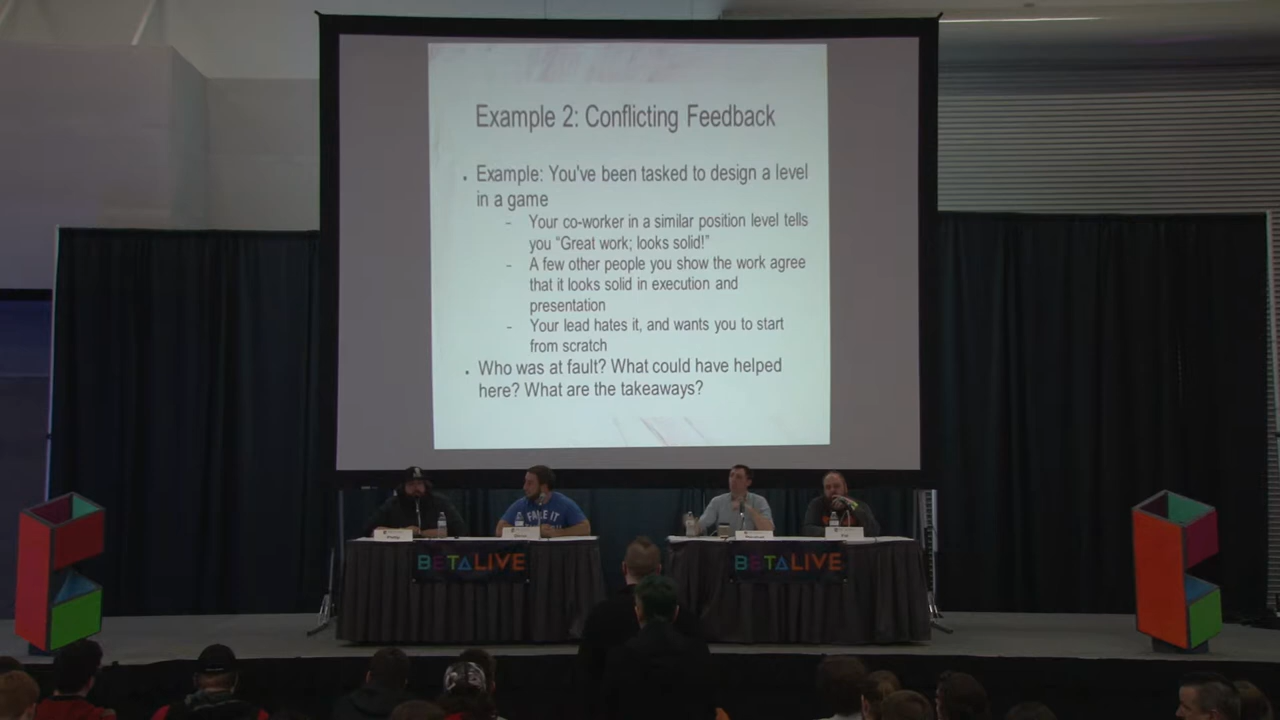 Example 2: Conflicting Feedback
• Example: You've been tasked to design a level
in a game
– Your co-worker in a similar position level tells
you “Great work; looks solid!”
– A few other people you show the work agree
that it looks solid in execution and
presentation
– Your lead hates it, and wants you to start
from scratch
• Who was at fault? What could have helped
here? What are the takeaways?
FAKE IT
BETALIVE
BETALIVE